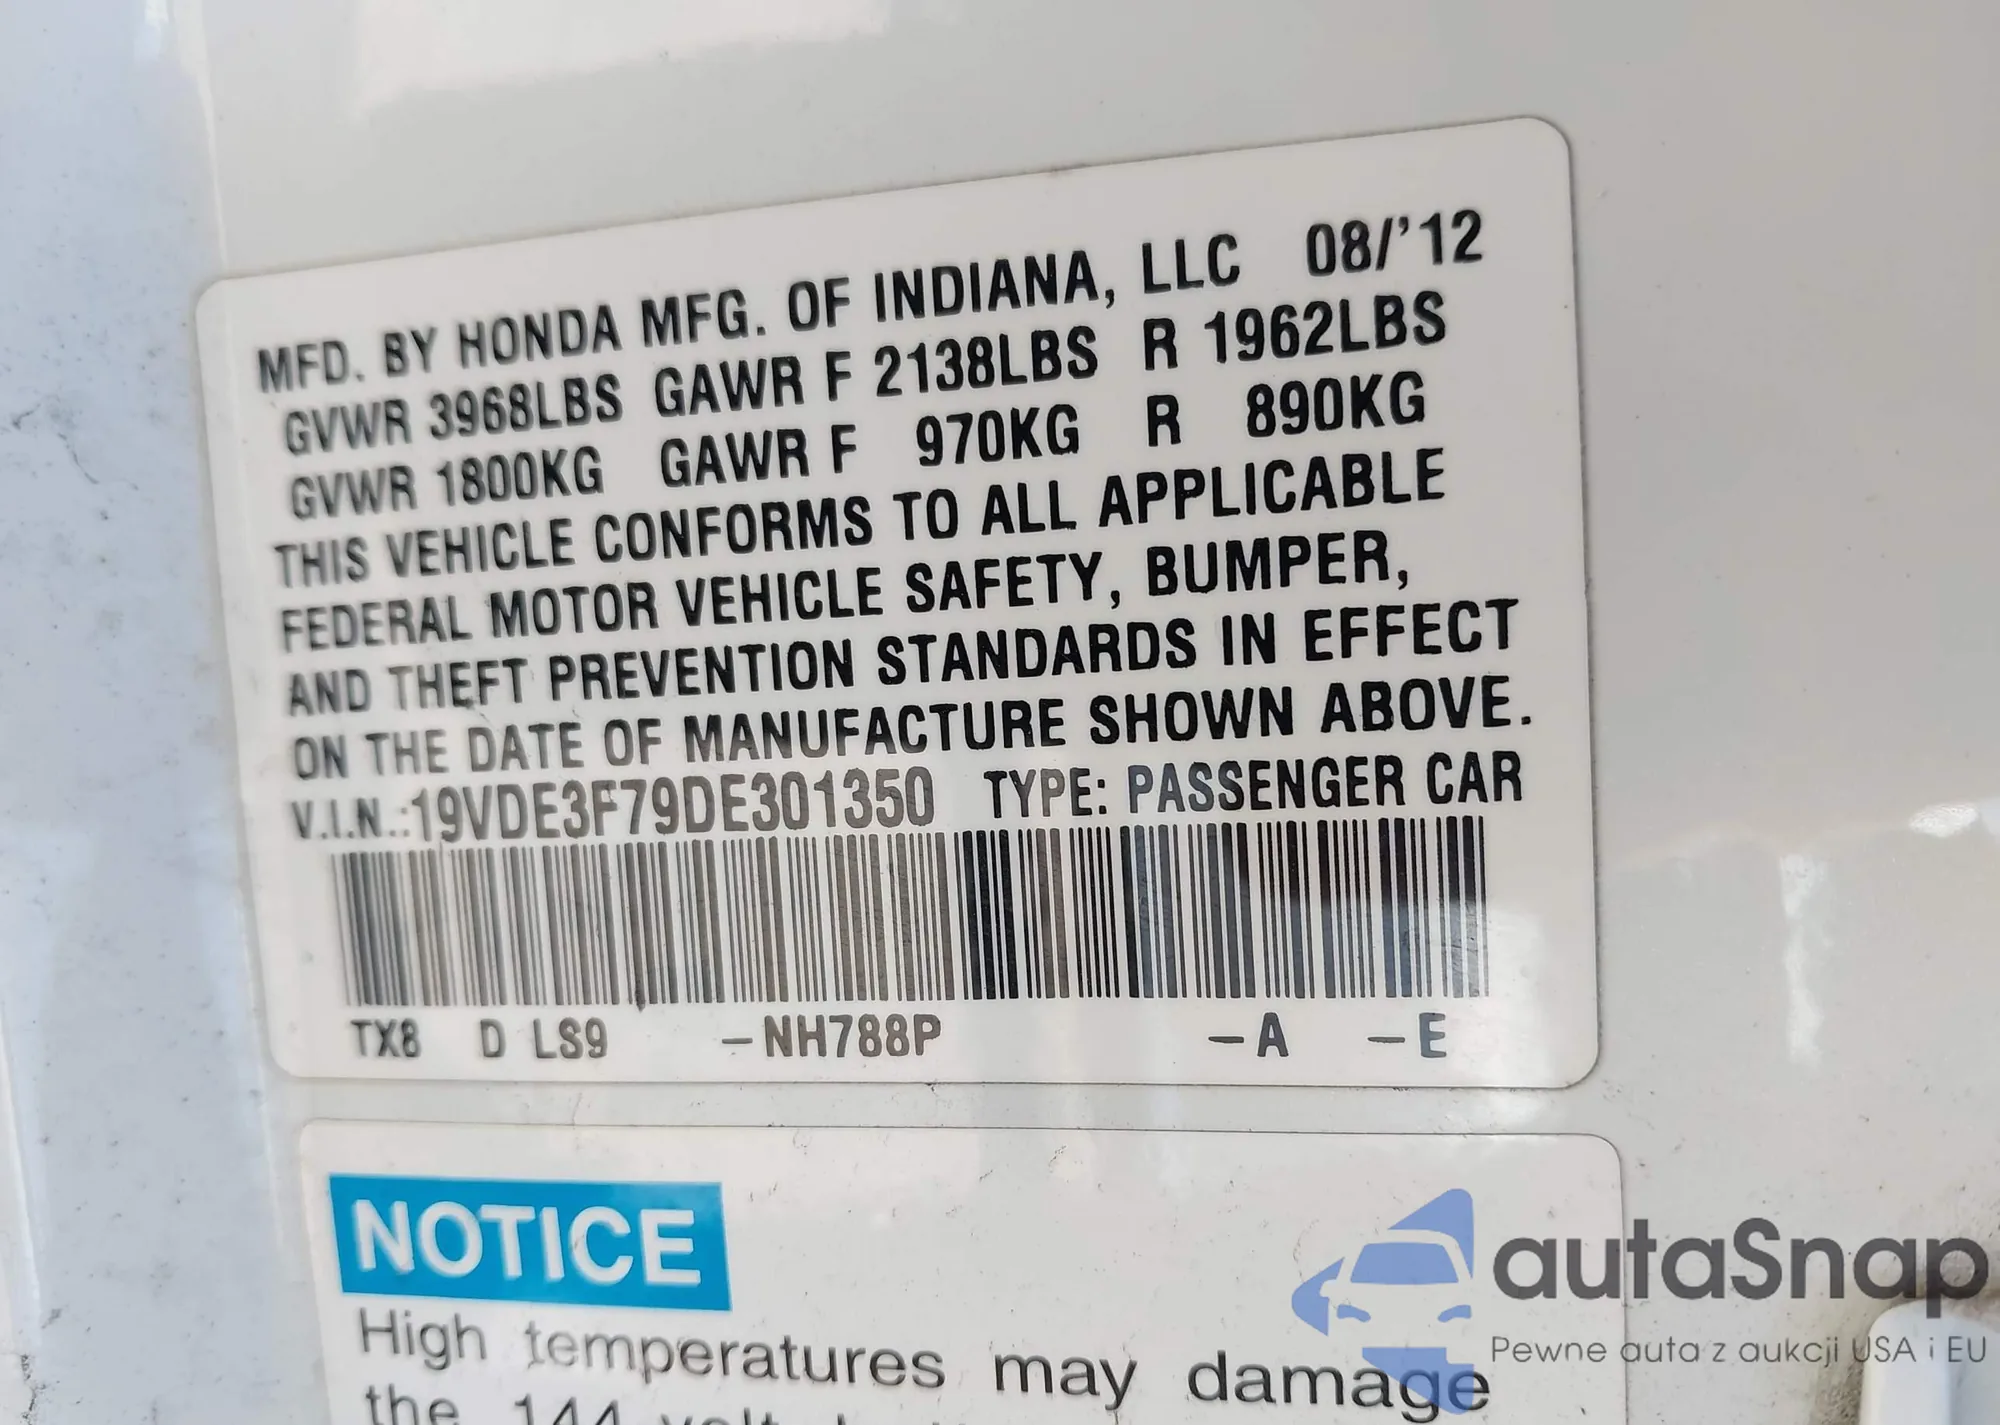 MFD. BY HONDA MFG. OF INDIANA, LLC 08/'12
GVWR 3968LBS GAWR F 2138LBS R 1962LBS
GVWR 1800KG GAWR F 970KG R 890KG
THIS VEHICLE CONFORMS TO ALL APPLICABLE
FEDERAL MOTOR VEHICLE SAFETY, BUMPER,
AND THEFT PREVENTION STANDARDS IN EFFECT
ON THE DATE OF MANUFACTURE SHOWN ABOVE.
V.I.N.:19VDE3F79DE301350 TYPE: PASSENGER CAR
TX8 D LS9 –NH788P –A –E
NOTICE
High temperatures may damage
the 144
autaSnap
Pewne auta z aukcji USA i EU